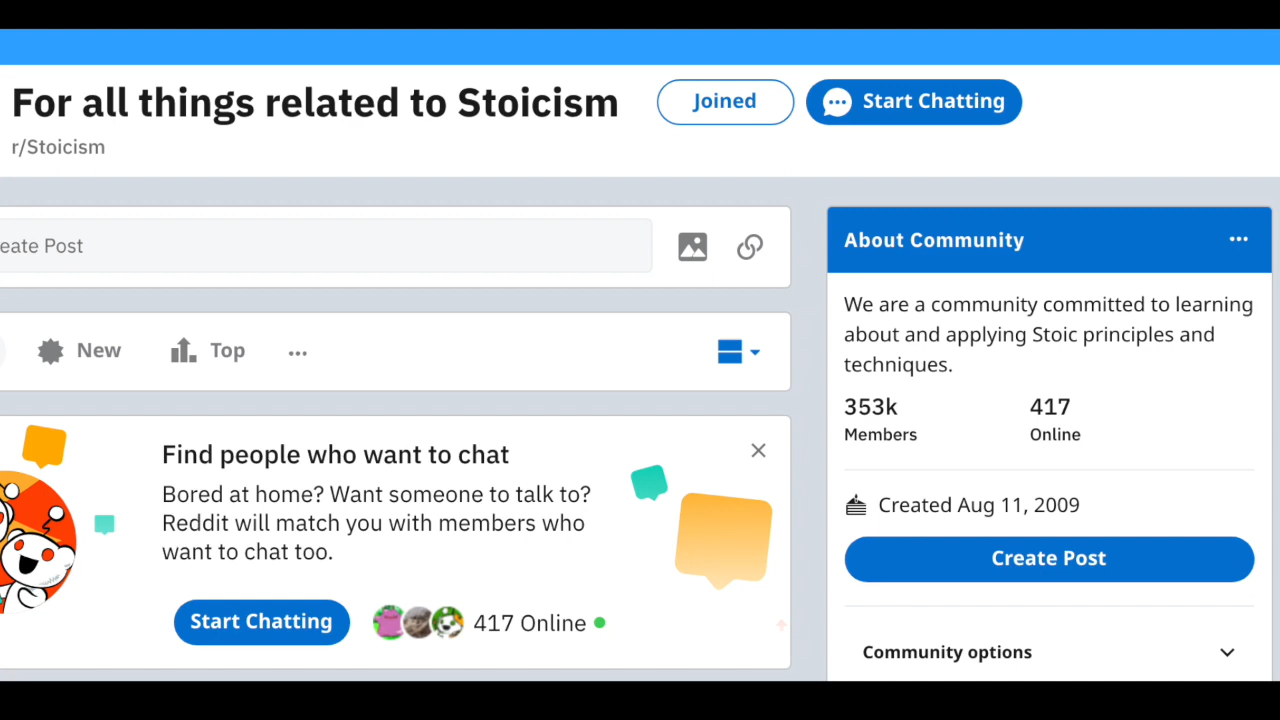 For all things related to Stoicism
Joined
Start Chatting
r/Stoicism
eate Post
New
Top
Find people who want to chat
Bored at home? Want someone to talk to?
Reddit will match you with members who
want to chat too.
Start Chatting
417 Online
About Community
We are a community committed to learning
about and applying Stoic principles and
techniques.
353k
417
Members
Online
Created Aug 11, 2009
Create Post
Community options